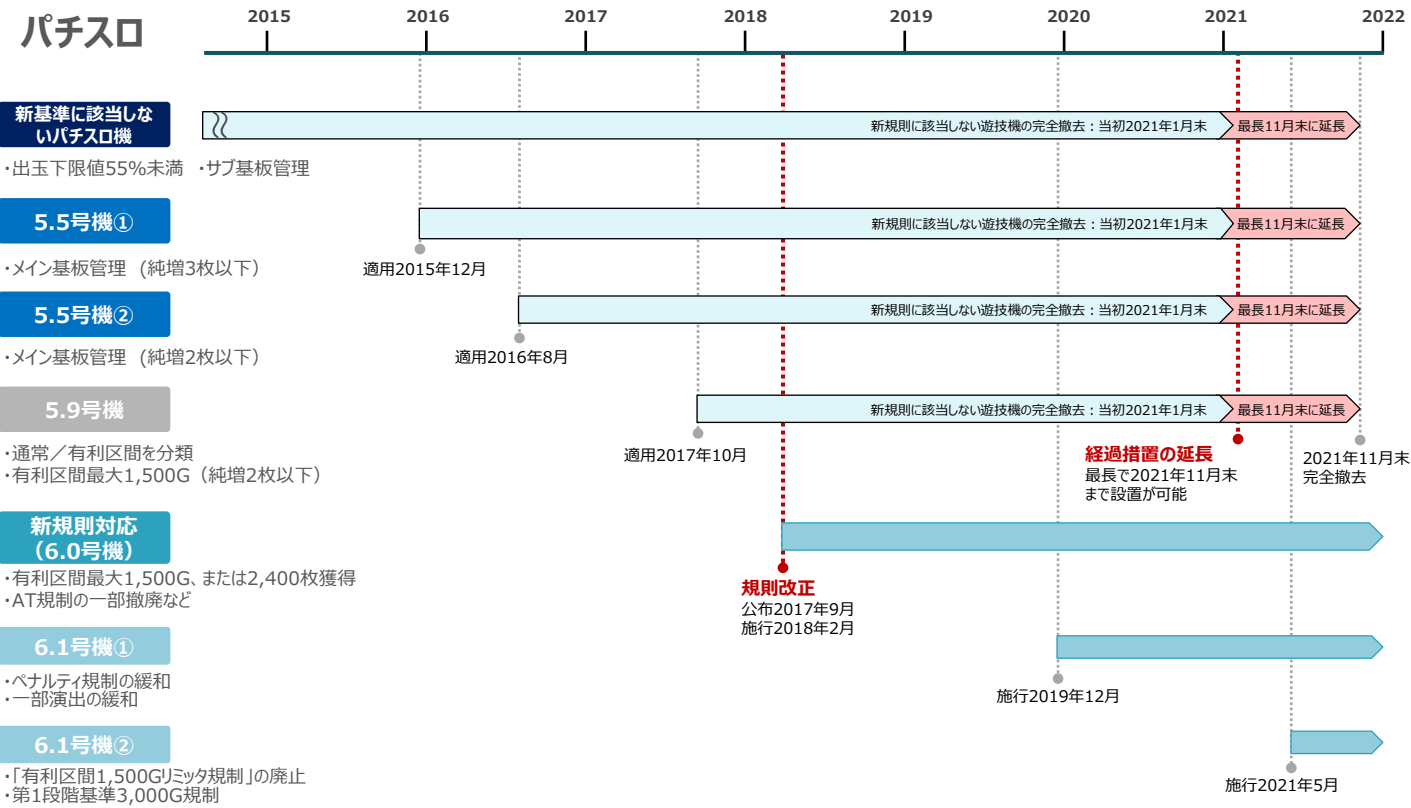 パチスロ
2015
2016
2017
2018
2019
2020
2021
2022
新基準に該当しな
いパチスロ機
新規則に該当しない遊技機の完全撤去：当初2021年1月末
最長11月末に延長
・出玉下限値55%未満 ・サブ基板管理
5.5号機①
新規則に該当しない遊技機の完全撤去：当初2021年1月末
最長11月末に延長
・メイン基板管理 (純増3枚以下）
適用2015年12月
5.5号機②
新規則に該当しない遊技機の完全撤去：当初2021年1月末
最長11月末に延長
・メイン基板管理 (純増2枚以下）
適用2016年8月
5.9号機
新規則に該当しない遊技機の完全撤去：当初2021年1月末
最長11月末に延長
・通常／有利区間を分類
・有利区間最大1,500G（純増2枚以下）
適用2017年10月
経過措置の延長
最長で2021年11月末
まで設置が可能
2021年11月末
完全撤去
新規則対応
（6.0号機）
・有利区間最大1,500G、または2,400枚獲得
・AT規制の一部撤廃など
規則改正
公布2017年9月
施行2018年2月
6.1号機①
・ペナルティ規制の緩和
・一部演出の緩和
施行2019年12月
6.1号機②
・「有利区間1,500Gリミッタ規制」の廃止
・第1段階基準3,000G規制
施行2021年5月